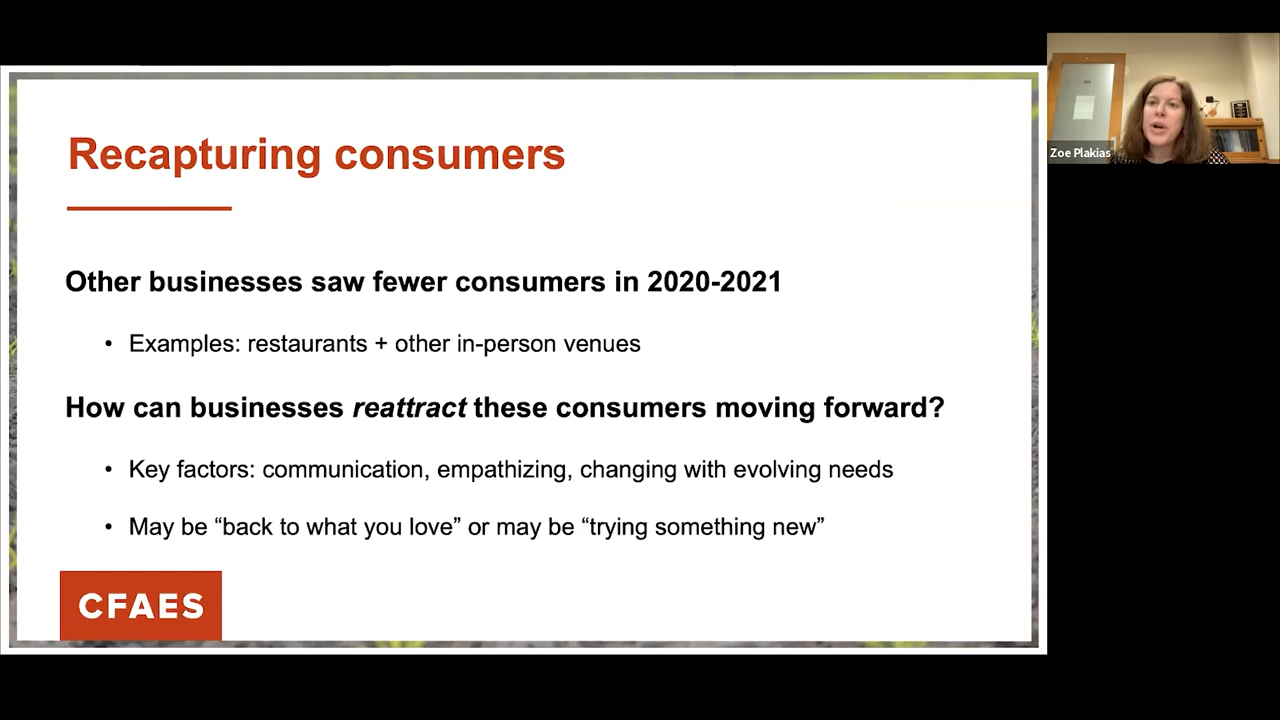 Recapturing consumers
Other businesses saw fewer consumers in 2020-2021
• Examples: restaurants + other in-person venues
How can businesses reattract these consumers moving forward?
• Key factors: communication, empathizing, changing with evolving needs
• May be “back to what you love” or may be “trying something new”
CFAES
Zoe Plakias